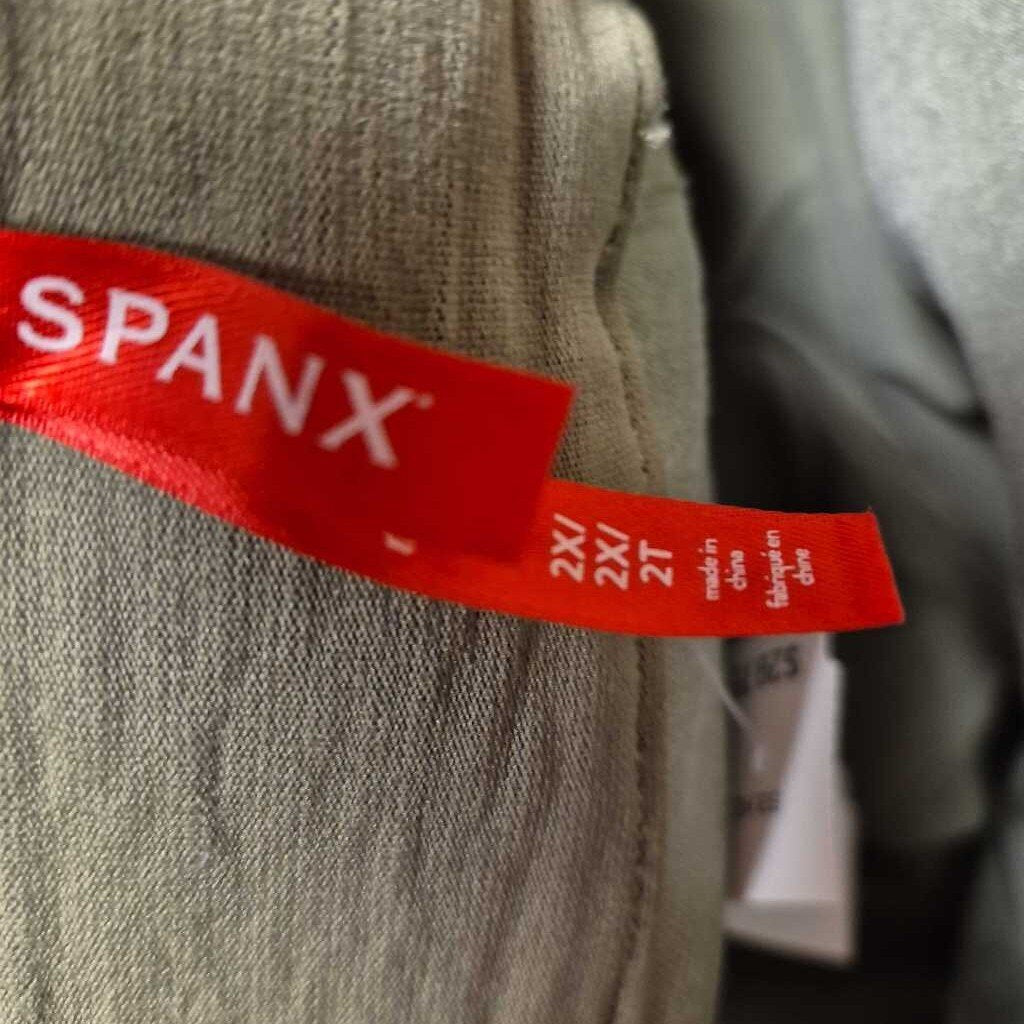 SPANX
2X/
2X/
2T
made in
china
fabriqué en
chine